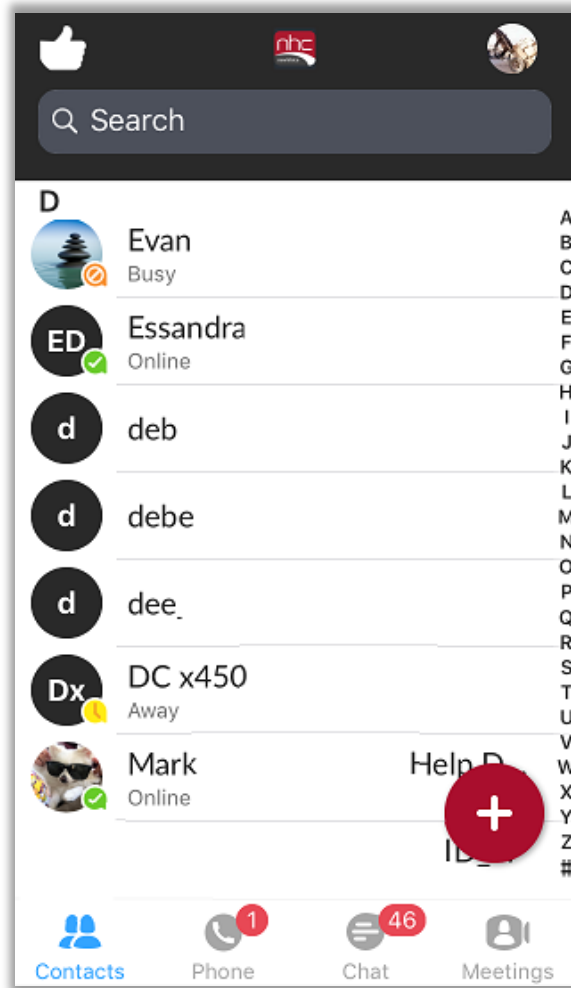 nhc
Search
D
Evan
Busy
ED
Essandra
Online
d
deb
d
debe
d
dee_
Dx
DC x450
Away
Mark
Help D...
Online
A
B
C
D
E
F
G
H
I
J
K
L
M
N
O
P
Q
R
S
T
U
V
W
X
Y
Z
#
1
46
Contacts
Phone
Chat
Meetings